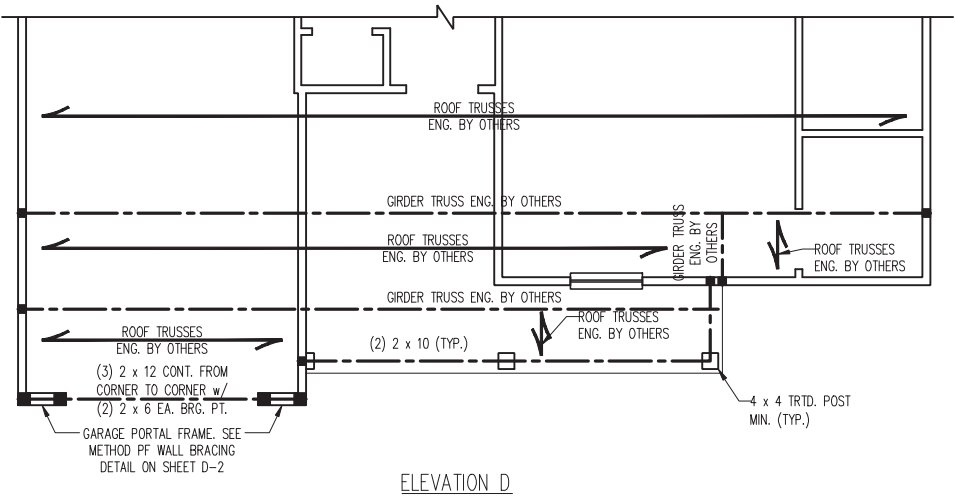 ROOF TRUSSES
ENG. BY OTHERS
GIRDER TRUSS ENG. BY OTHERS
GIRDER TRUSS
ENG. BY
OTHERS
ROOF TRUSSES
ENG. BY OTHERS
ROOF TRUSSES
ENG. BY OTHERS
GIRDER TRUSS ENG. BY OTHERS
ROOF TRUSSES
ENG. BY OTHERS
ROOF TRUSSES
ENG. BY OTHERS
(2) 2 x 10 (TYP.)
(3) 2 x 12 CONT. FROM
CORNER TO CORNER w/
(2) 2 x 6 EA. BRG. PT.
4 x 4 TRTD. POST
MIN. (TYP.)
GARAGE PORTAL FRAME. SEE
METHOD PF WALL BRACING
DETAIL ON SHEET D-2
ELEVATION D